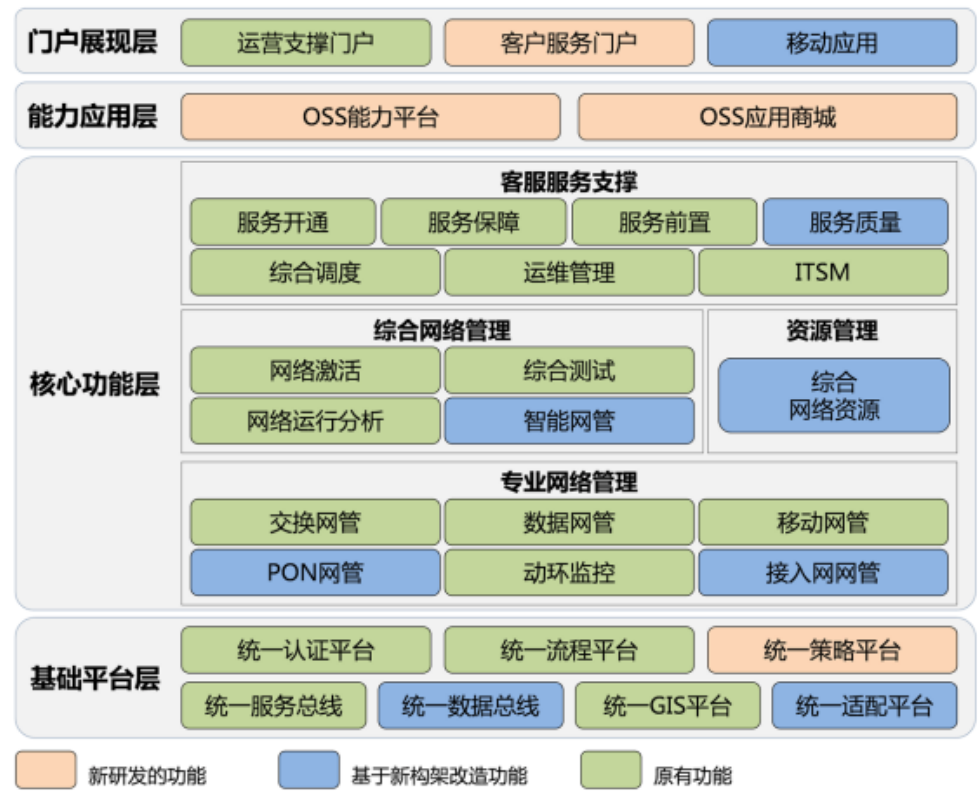 门户展现层
运营支撑门户
客户服务门户
移动应用
能力应用层
OSS能力平台
OSS应用商城
核心功能层
客服服务支撑
服务开通
服务保障
服务前置
服务质量
综合调度
运维管理
ITSM
综合网络管理
网络激活
综合测试
网络运行分析
智能网管
资源管理
综合
网络资源
专业网络管理
交换网管
数据网管
移动网管
PON网管
动环监控
接入网网管
基础平台层
统一认证平台
统一流程平台
统一策略平台
统一服务总线
统一数据总线
统一GIS平台
统一适配平台
新研发的功能
基于新构架改造功能
原有功能